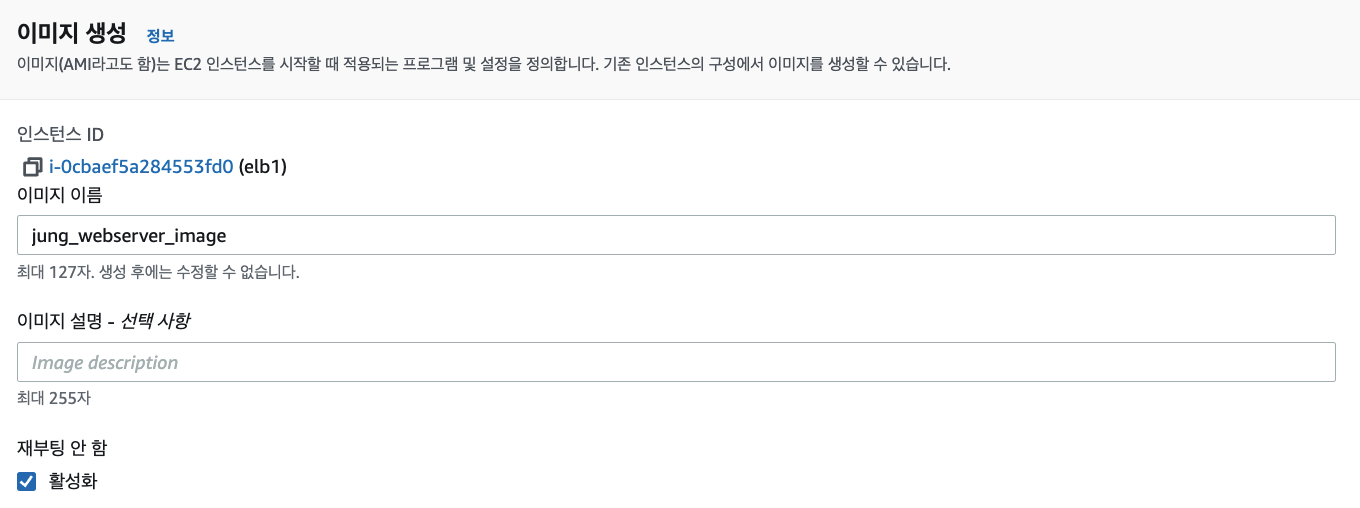 이미지 생성 정보
이미지(AMI라고도 함)는 EC2 인스턴스를 시작할 때 적용되는 프로그램 및 설정을 정의합니다. 기존 인스턴스의 구성에서 이미지를 생성할 수 있습니다.
인스턴스 ID
i-0cbaef5a284553fd0 (elb1)
이미지 이름
jung_webserver_image
최대 127자. 생성 후에는 수정할 수 없습니다.
이미지 설명 - 선택 사항
Image description
최대 255자
재부팅 안 함
활성화